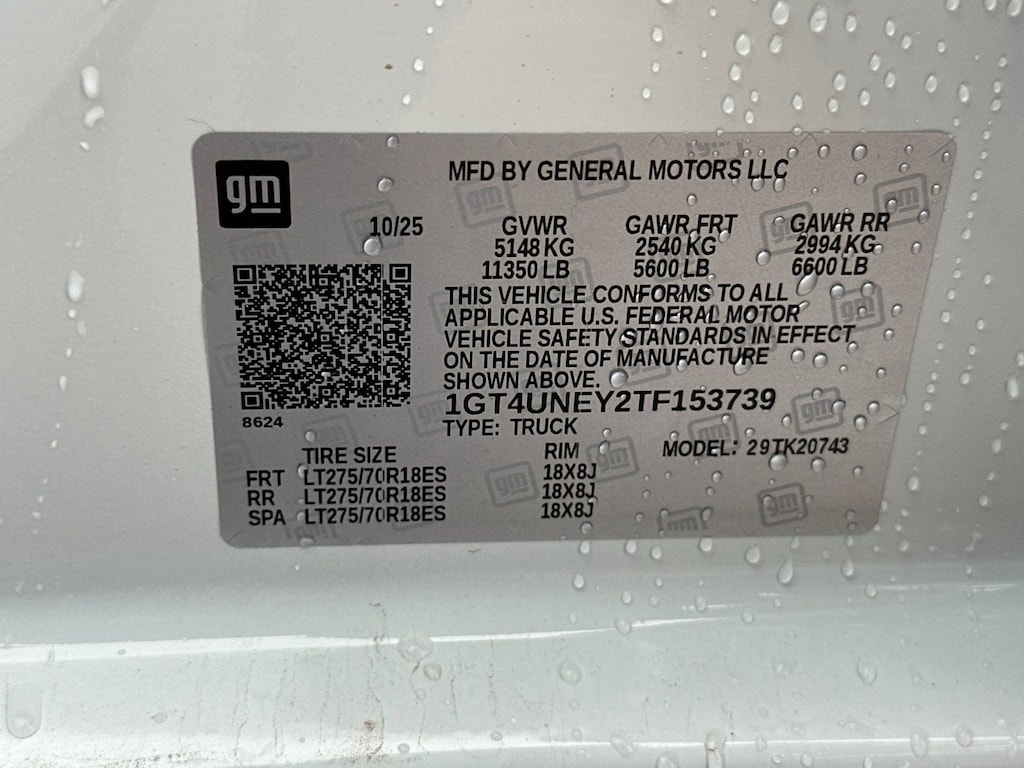 gm
MFD BY GENERAL MOTORS LLC
10/25 GVWR GAWR FRT GAWR RR
5148 KG 2540 KG 2994 KG
11350 LB 5600 LB 6600 LB
THIS VEHICLE CONFORMS TO ALL
APPLICABLE U.S. FEDERAL MOTOR
VEHICLE SAFETY STANDARDS IN EFFECT
ON THE DATE OF MANUFACTURE
SHOWN ABOVE.
1GT4UNEY2TF153739
8624
TYPE: TRUCK
TIRE SIZE RIM MODEL: 29TK20743
FRT LT275/70R18ES 18X8J
RR LT275/70R18ES 18X8J
SPA LT275/70R18ES 18X8J